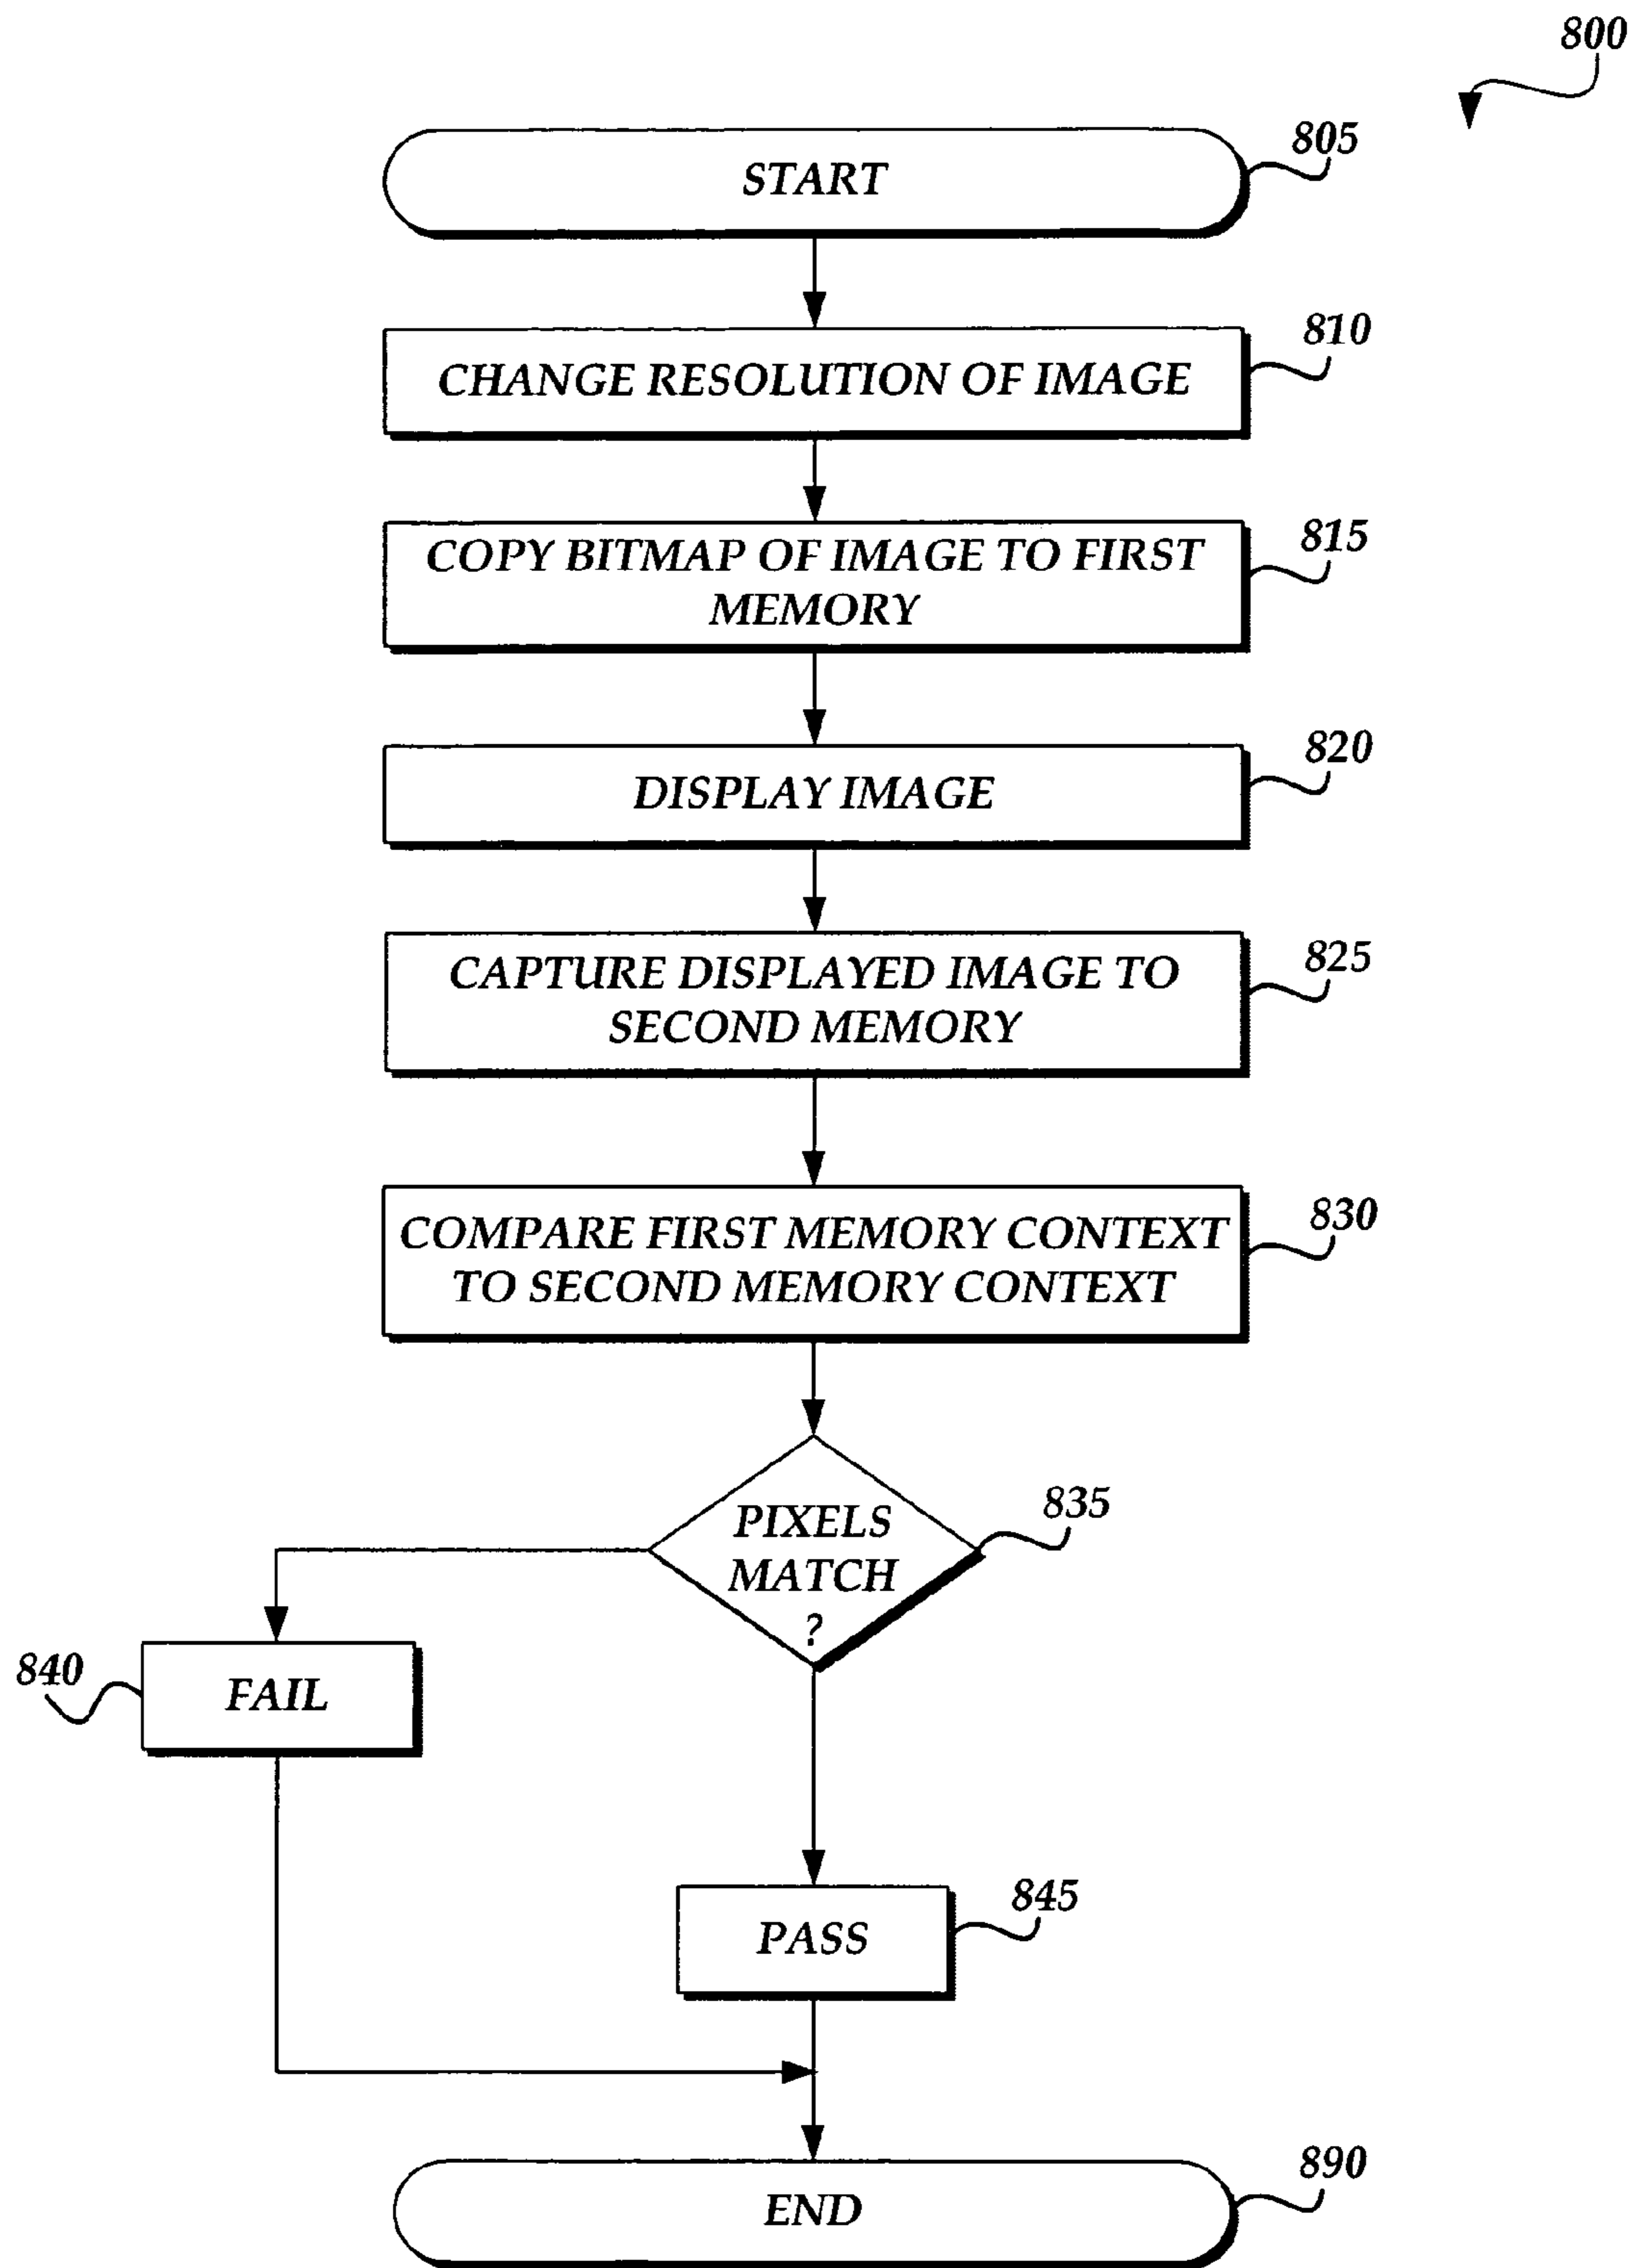 800
START
805
CHANGE RESOLUTION OF IMAGE
810
COPY BITMAP OF IMAGE TO FIRST
MEMORY
815
DISPLAY IMAGE
820
CAPTURE DISPLAYED IMAGE TO
SECOND MEMORY
825
COMPARE FIRST MEMORY CONTEXT
TO SECOND MEMORY CONTEXT
830
PIXELS
MATCH
?
835
840
FAIL
PASS
845
END
890